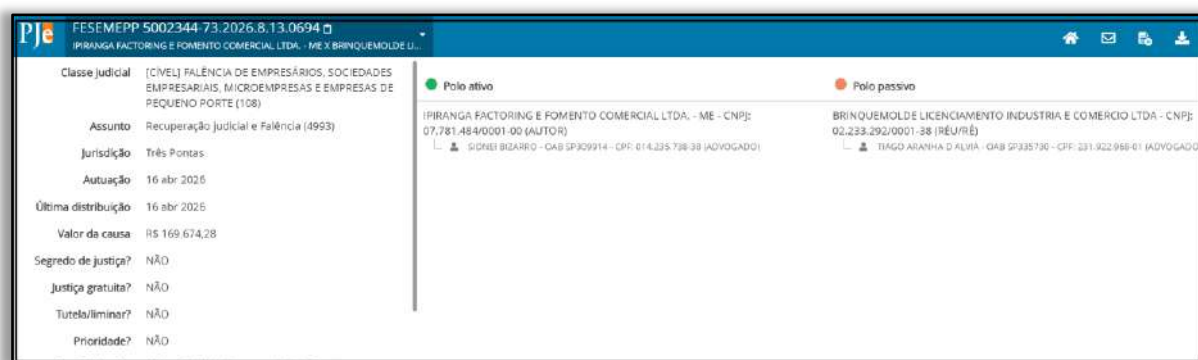 PJe
FESEMEPP 5002344-73.2026.8.13.0694
IPIRANGA FACTORING E FOMENTO COMERCIAL LTDA. - ME X BRINQUEMOLDE LI...
Classe judicial [CÍVEL] FALÊNCIA DE EMPRESÁRIOS, SOCIEDADES
EMPRESARIAIS, MICROEMPRESAS E EMPRESAS DE
PEQUENO PORTE (108)
Assunto Recuperação judicial e Falência (4993)
Jurisdição Três Pontas
Autuação 16 abr 2026
Última distribuição 16 abr 2026
Valor da causa R$ 169.674,28
Segredo de justiça? NÃO
Justiça gratuita? NÃO
Tutela/liminar? NÃO
Prioridade? NÃO
Polo ativo
IPIRANGA FACTORING E FOMENTO COMERCIAL LTDA. - ME - CNPJ:
07.781.484/0001-00 (AUTOR)
SIDNEI BIZARRO - OAB SP309914 - CPF: 014.235.738-38 (ADVOGADO)
Polo passivo
BRINQUEMOLDE LICENCIAMENTO INDUSTRIA E COMERCIO LTDA - CNPJ:
02.233.292/0001-38 (RÉU/RÉ)
TIAGO ARANHA D ALVIA - OAB SP335730 - CPF: 231.922.968-01 (ADVOGADO